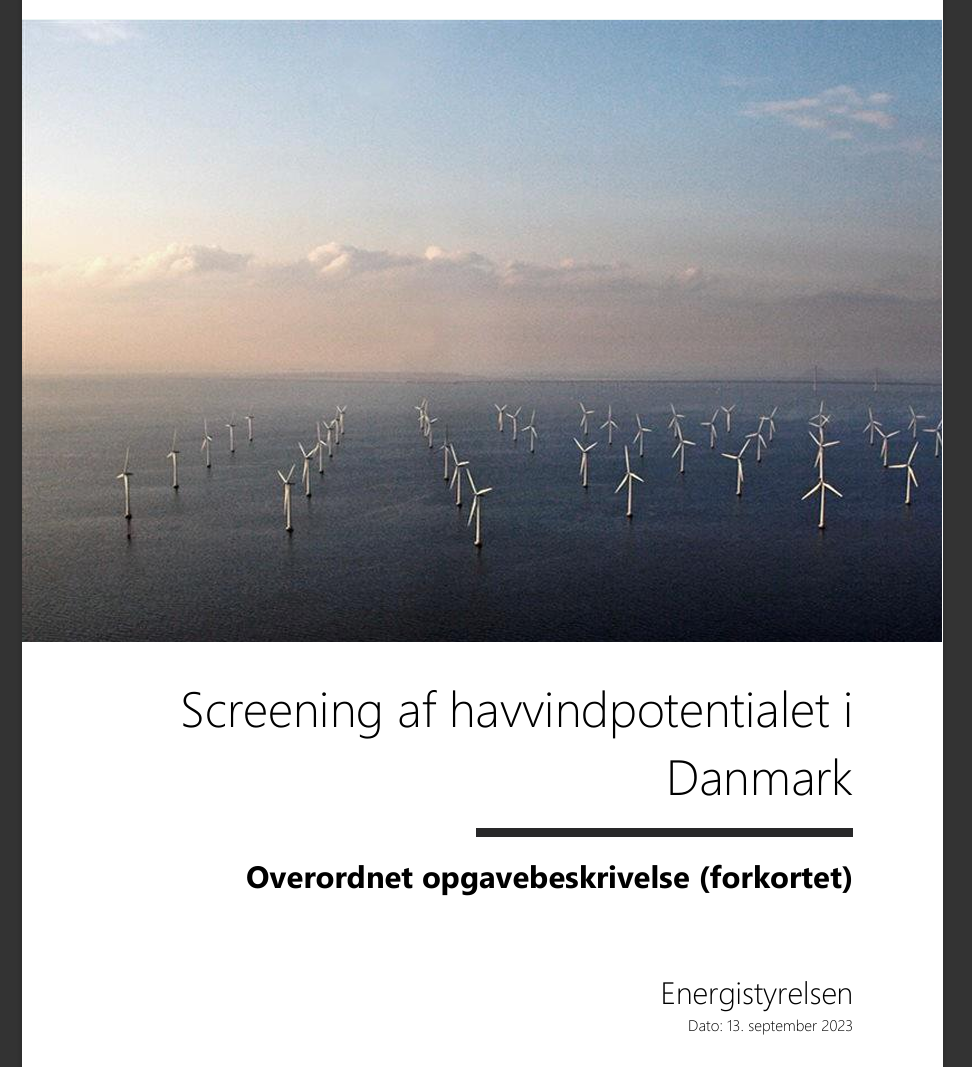 Screening af havvindpotentialet i
Danmark
Overordnet opgavebeskrivelse (forkortet)
Energistyrelsen
Dato: 13. september 2023